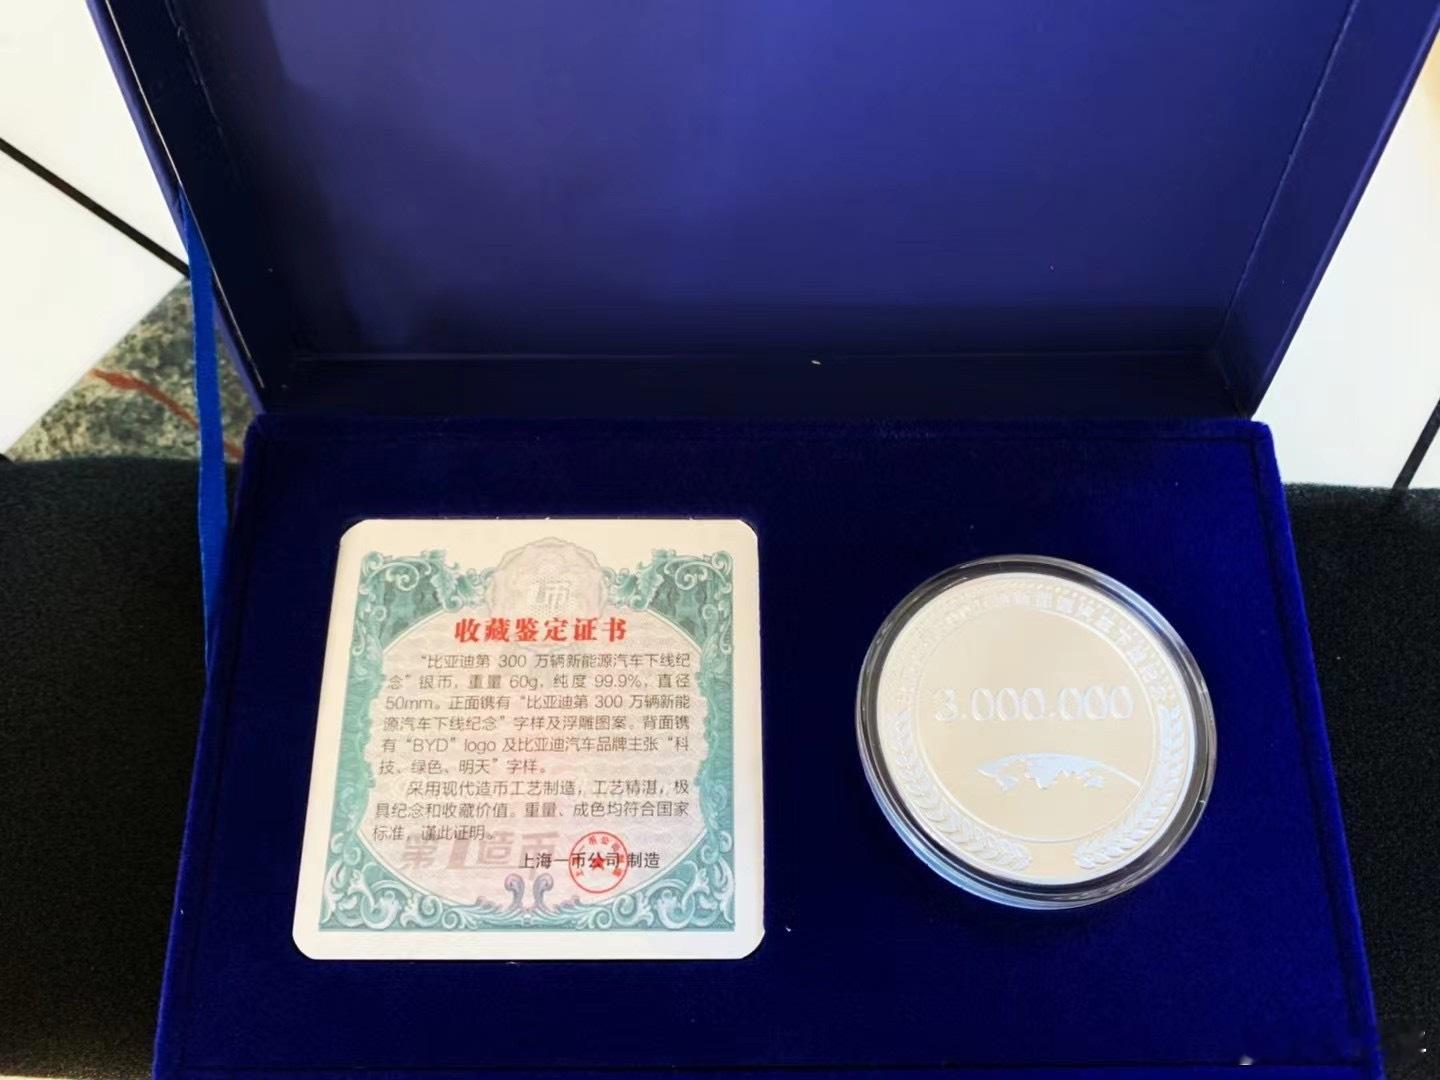 币
收藏鉴定证书
“比亚迪第 300 万辆新能源汽车下线纪
念”银币，重量 60g，纯度 99.9%，直径
50mm。正面镌有“比亚迪第 300 万辆新能
源汽车下线纪念”字样及浮雕图案。背面镌
有“BYD”logo 及比亚迪汽车品牌主张“科
技、绿色、明天”字样。
采用现代造币工艺制造，工艺精湛，极
具纪念和收藏价值。重量、成色均符合国家
标准，谨此证明。
第1造币
上海一币公司 制造
3.000.000